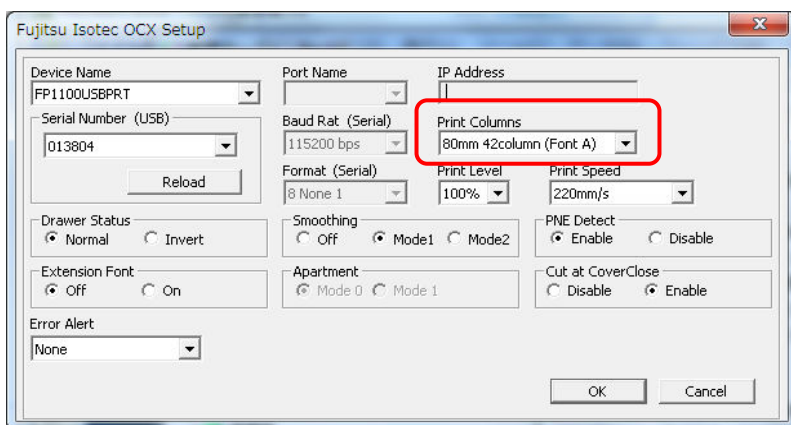 Fujitsu Isotec OCX Setup
Device Name
Port Name
IP Address
FP1100USBPRT
Serial Number (USB)
013804
Reload
Baud Rat (Serial)
115200 bps
Print Columns
80mm 42column (Font A)
Format (Serial)
8 None 1
Print Level
100%
Print Speed
220mm/s
Drawer Status
Normal Invert
Smoothing
Off Mode1 Mode2
PNE Detect
Enable Disable
Extension Font
Off On
Apartment
Mode 0 Mode 1
Cut at CoverClose
Disable Enable
Error Alert
None
OK Cancel